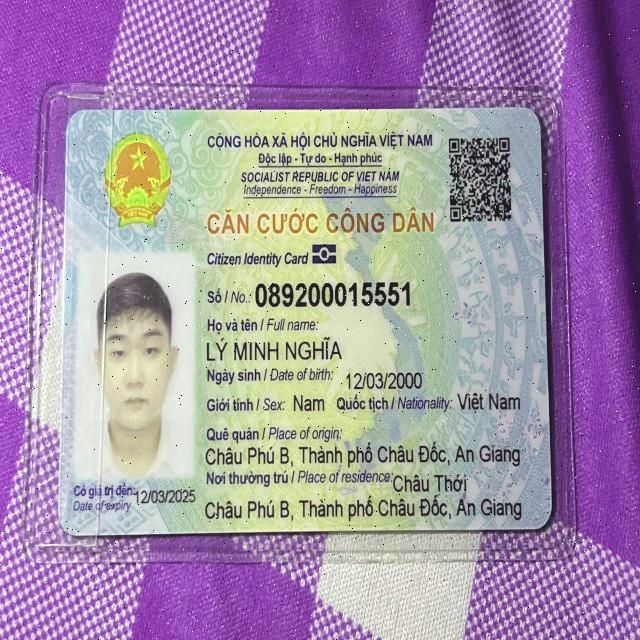 CỘNG HÒA XÃ HỘI CHỦ NGHĨA VIỆT NAM
Độc lập - Tự do - Hạnh phúc
SOCIALIST REPUBLIC OF VIET NAM
Independence - Freedom - Happiness
CĂN CƯỚC CÔNG DÂN
Citizen Identity Card
Số / No.: 089200015551
Họ và tên / Full name:
LÝ MINH NGHĨA
Ngày sinh / Date of birth: 12/03/2000
Giới tính / Sex: Nam Quốc tịch / Nationality: Việt Nam
Quê quán / Place of origin:
Châu Phú B, Thành phố Châu Đốc, An Giang
Nơi thường trú / Place of residence: Châu Thới
Châu Phú B, Thành phố Châu Đốc, An Giang
Có giá trị đến: 12/03/2025
Date of expiry